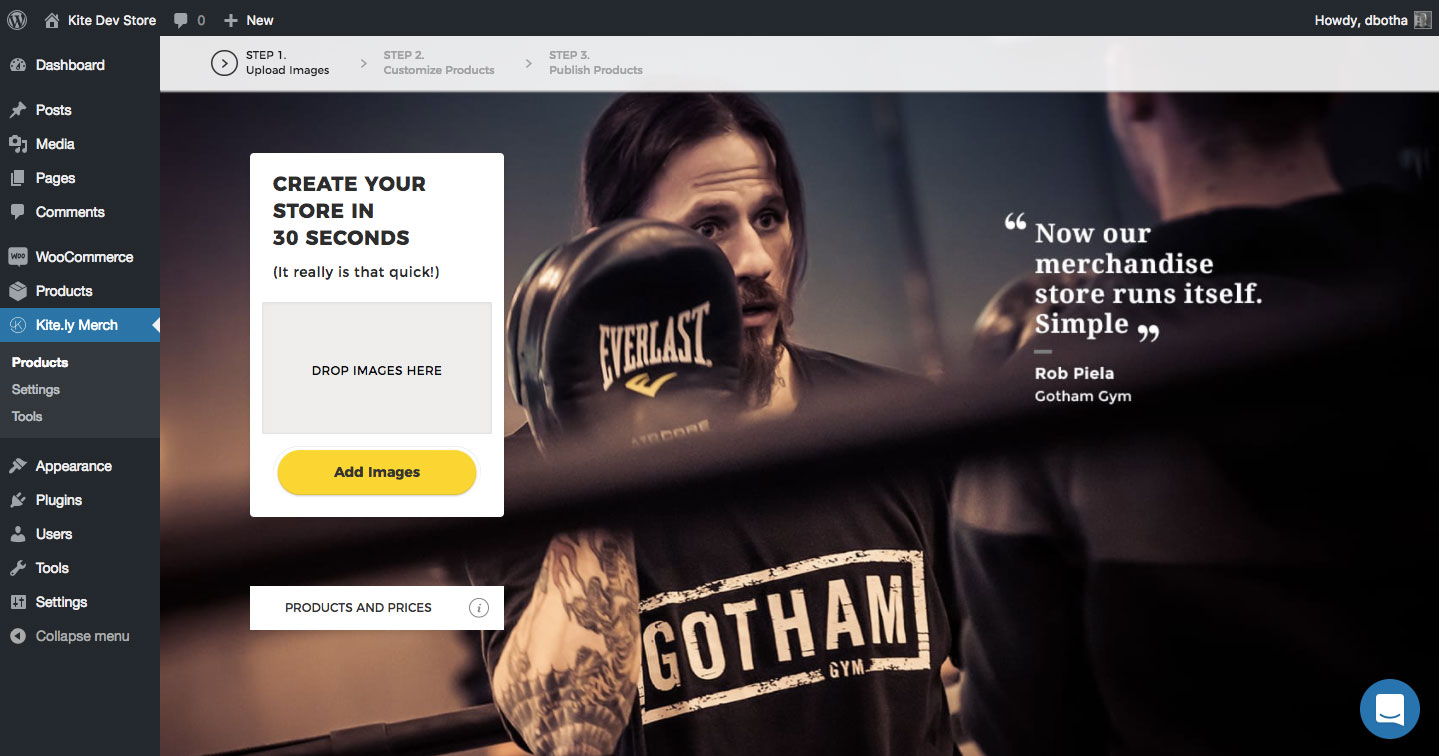 Kite Dev Store
0
New
Howdy, dbotha
Dashboard
Posts
Media
Pages
Comments
WOO WooCommerce
Products
Kite.ly Merch
Products
Settings
Tools
Appearance
Plugins
Users
Tools
Settings
Collapse menu
STEP 1.
Upload Images
STEP 2.
Customize Products
STEP 3.
Publish Products
CREATE YOUR
STORE IN
30 SECONDS
(It really is that quick!)
DROP IMAGES HERE
Add Images
PRODUCTS AND PRICES
i
EVERLAST
GOTHAM
GYM
“ Now our
merchandise
store runs itself.
Simple ”
Rob Piela
Gotham Gym